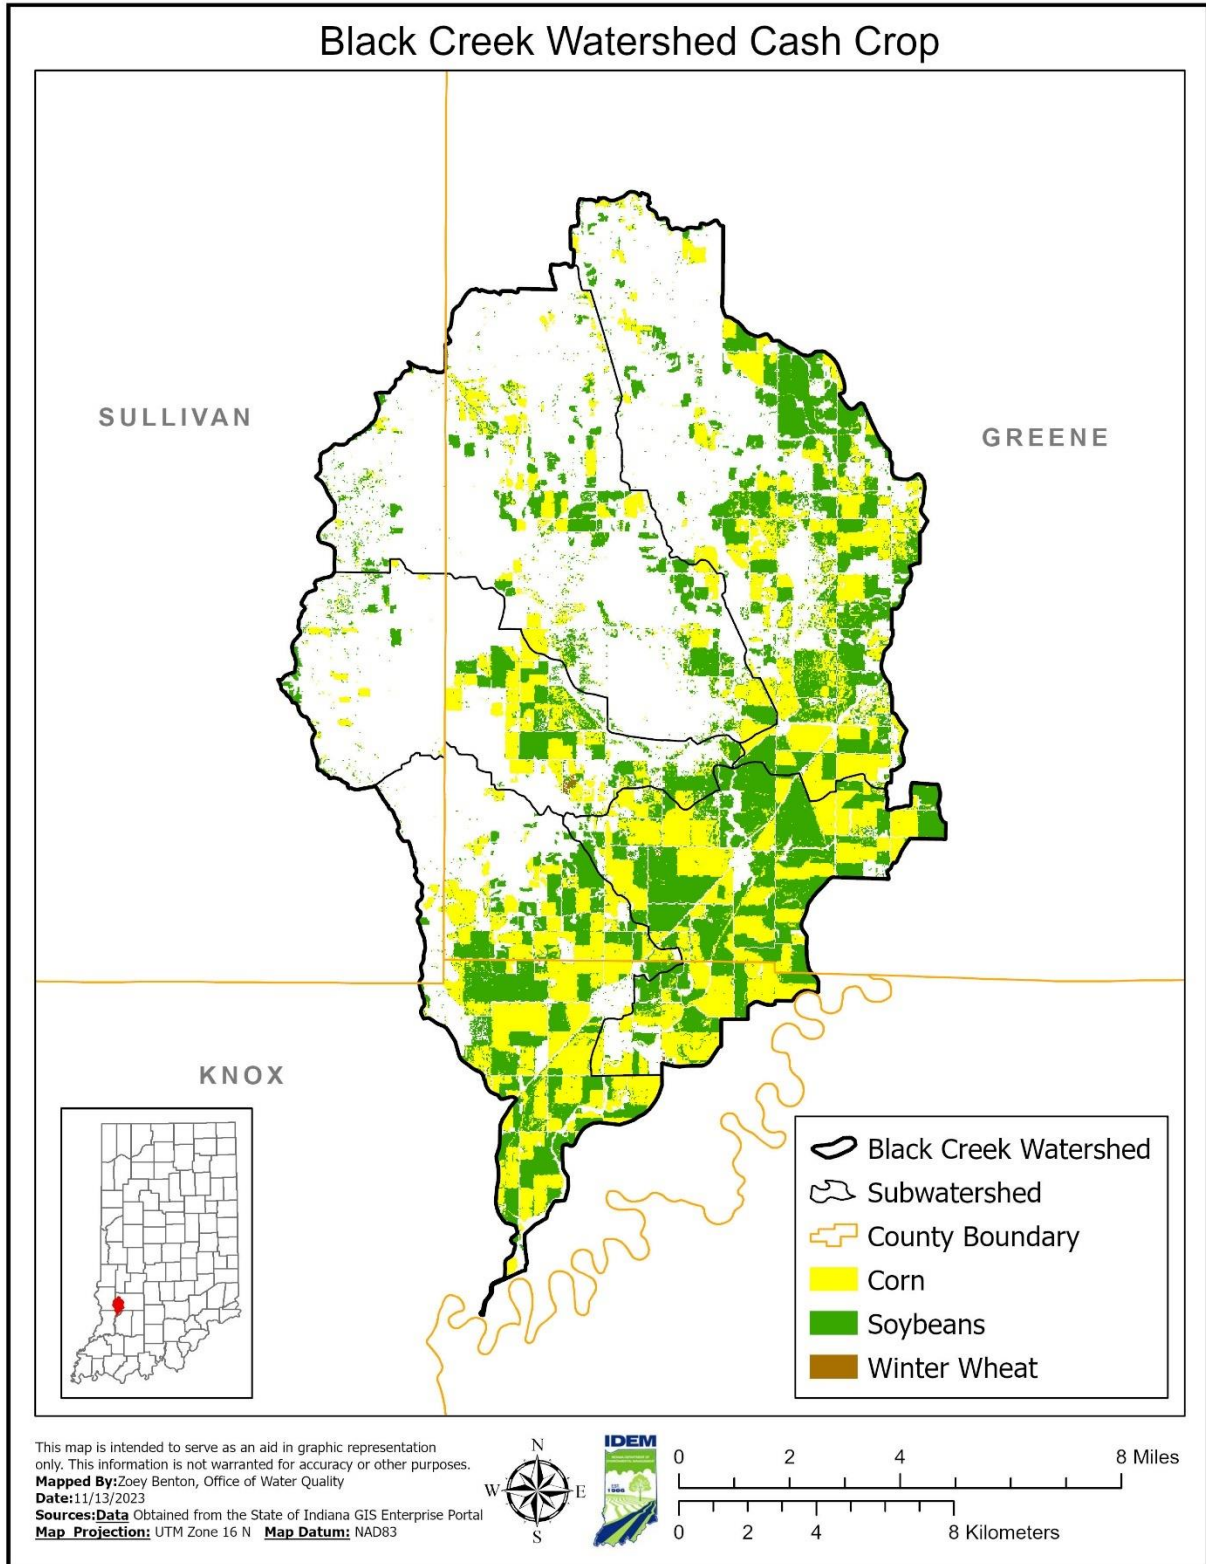 Black Creek Watershed Cash Crop
SULLIVAN
GREENE
KNOX
Black Creek Watershed
Subwatershed
County Boundary
Corn
Soybeans
Winter Wheat
This map is intended to serve as an aid in graphic representation
only. This information is not warranted for accuracy or other purposes.
Mapped By:Zoey Benton, Office of Water Quality
Date:11/13/2023
Sources:Data Obtained from the State of Indiana GIS Enterprise Portal
Map Projection: UTM Zone 16 N Map Datum: NAD83
N
W E
S
IDEM
0 2 4 8 Miles
0 2 4 8 Kilometers